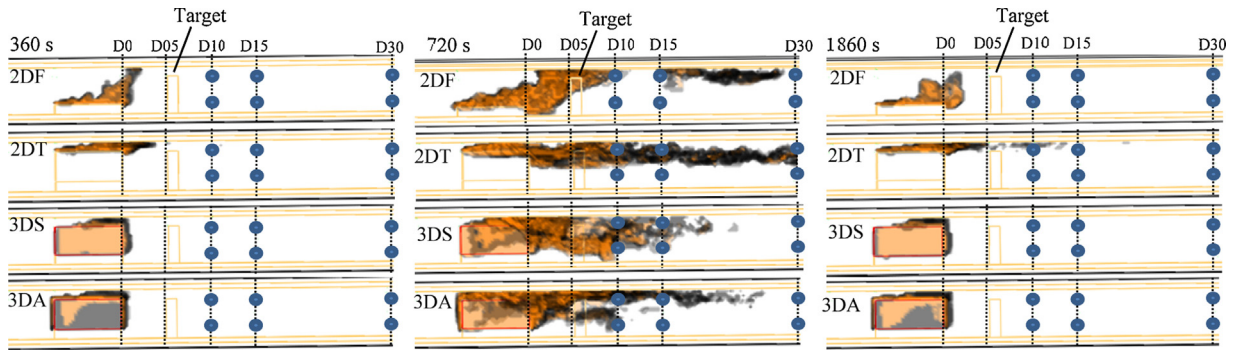 Target
360 s D0 D05 D10 D15 D30
2DF
2DT
3DS
3DA
Target
720 s D0 D05 D10 D15 D30
2DF
2DT
3DS
3DA
Target
1860 s D0 D05 D10 D15 D30
2DF
2DT
3DS
3DA